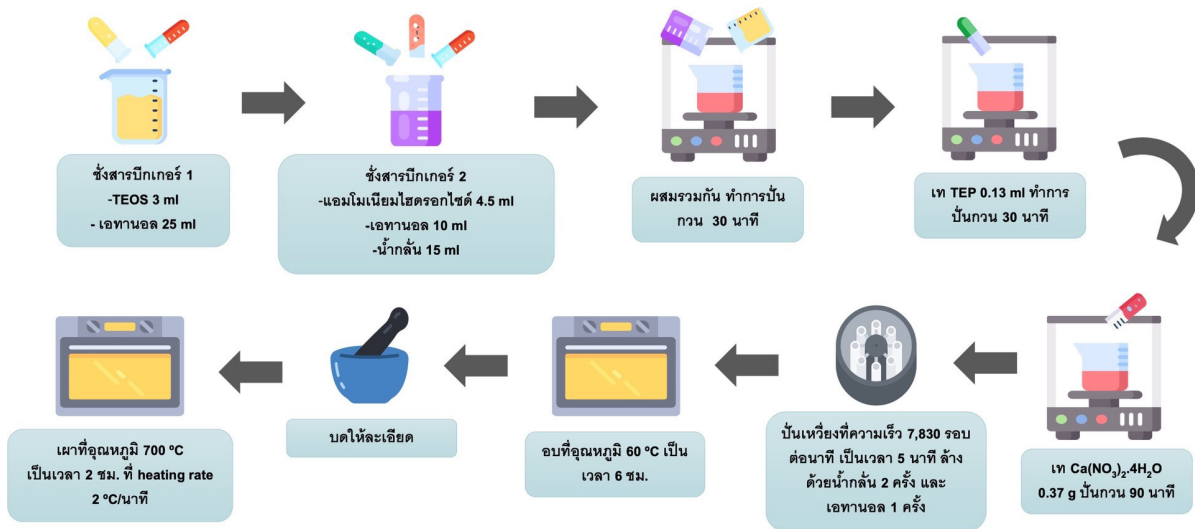 ชั่งสารบีกเกอร์ 1
-TEOS 3 ml
- เอทานอล 25 ml
ชั่งสารบีกเกอร์ 2
-แอมโมเนียมไฮดรอกไซด์ 4.5 ml
-เอทานอล 10 ml
-น้ำกลั่น 15 ml
ผสมรวมกัน ทำการปั่น
กวน 30 นาที
เท TEP 0.13 ml ทำการ
ปั่นกวน 30 นาที
เท Ca(NO₃)₂.4H₂O
0.37 g ปั่นกวน 90 นาที
ปั่นเหวี่ยงที่ความเร็ว 7,830 รอบ
ต่อนาที เป็นเวลา 5 นาที ล้าง
ด้วยน้ำกลั่น 2 ครั้ง และ
เอทานอล 1 ครั้ง
อบที่อุณหภูมิ 60 ºC เป็น
เวลา 6 ชม.
บดให้ละเอียด
เผาที่อุณหภูมิ 700 ºC
เป็นเวลา 2 ชม. ที่ heating rate
2 ºC/นาที